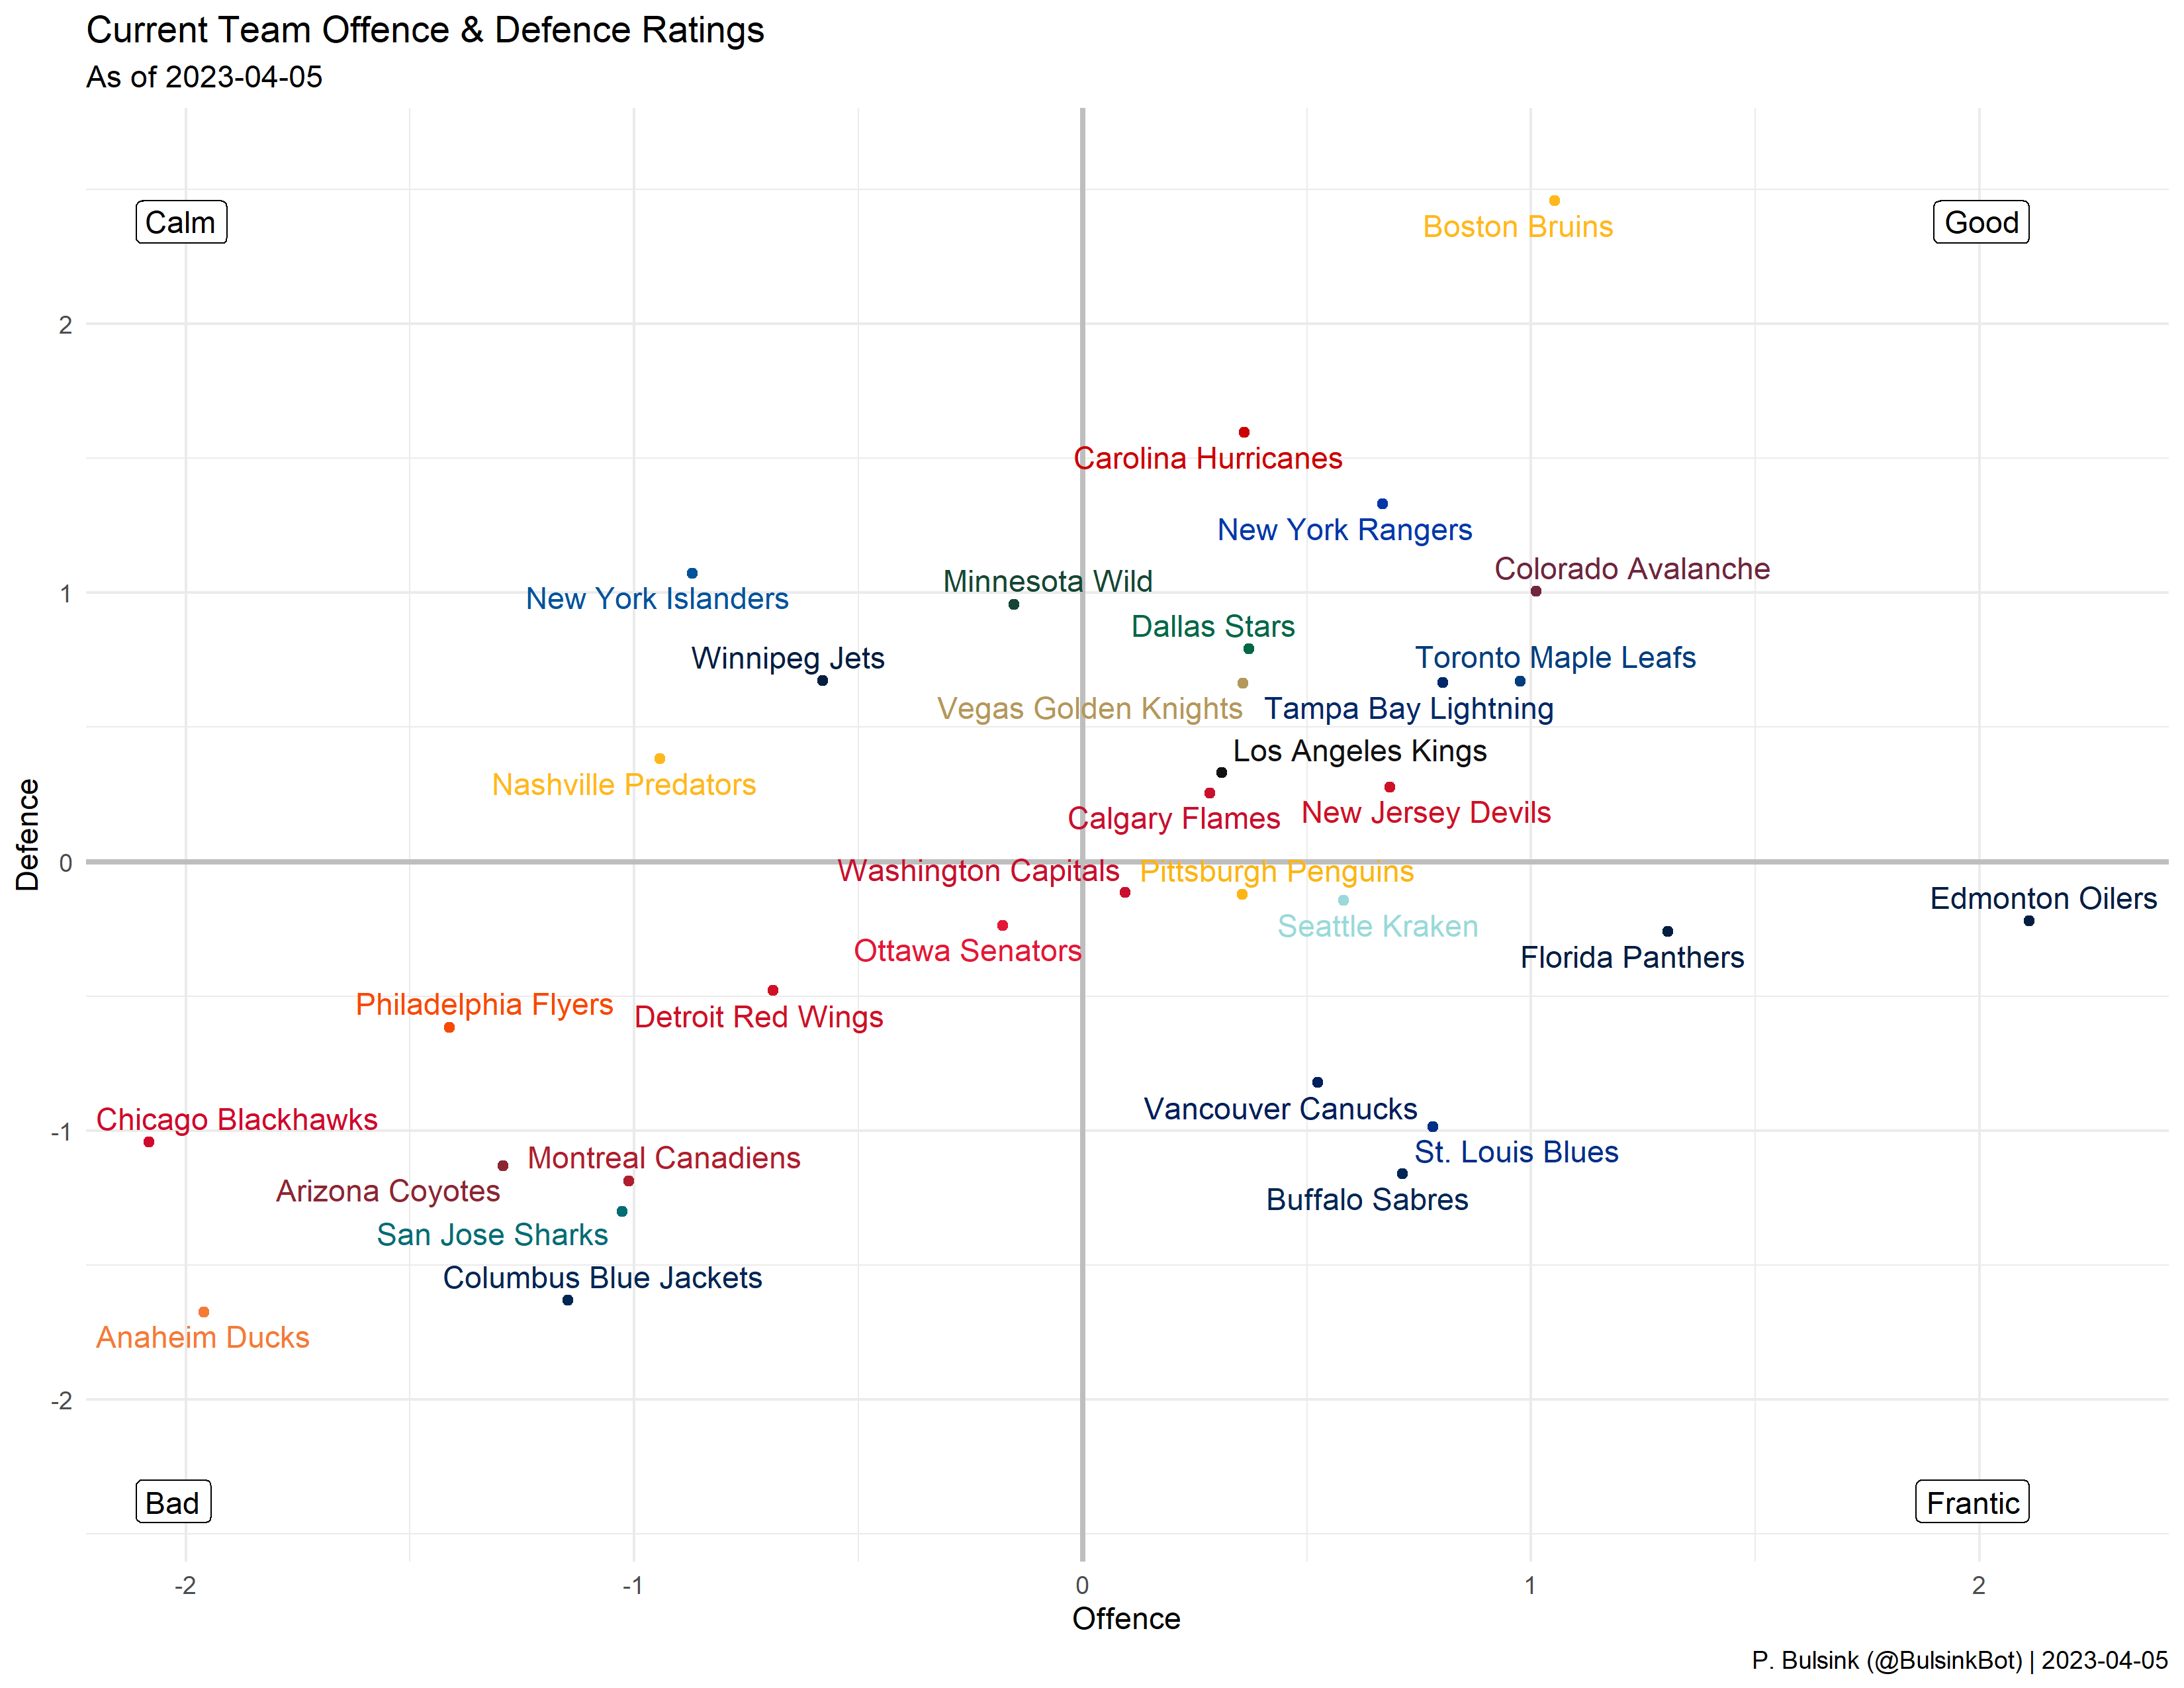 Current Team Offence & Defence Ratings
As of 2023-04-05
Calm
Good
Boston Bruins
2
Carolina Hurricanes
New York Rangers
Colorado Avalanche
Minnesota Wild
1
New York Islanders
Dallas Stars
Winnipeg Jets
Toronto Maple Leafs
Vegas Golden Knights
Tampa Bay Lightning
Los Angeles Kings
Nashville Predators
New Jersey Devils
Calgary Flames
Defence
0
Washington Capitals
Pittsburgh Penguins
Edmonton Oilers
Seattle Kraken
Ottawa Senators
Florida Panthers
Philadelphia Flyers
Detroit Red Wings
Vancouver Canucks
Chicago Blackhawks
-1
St. Louis Blues
Montreal Canadiens
Arizona Coyotes
Buffalo Sabres
San Jose Sharks
Columbus Blue Jackets
Anaheim Ducks
-2
Bad
Frantic
-2
-1
0
1
2
Offence
P. Bulsink (@BulsinkBot) | 2023-04-05